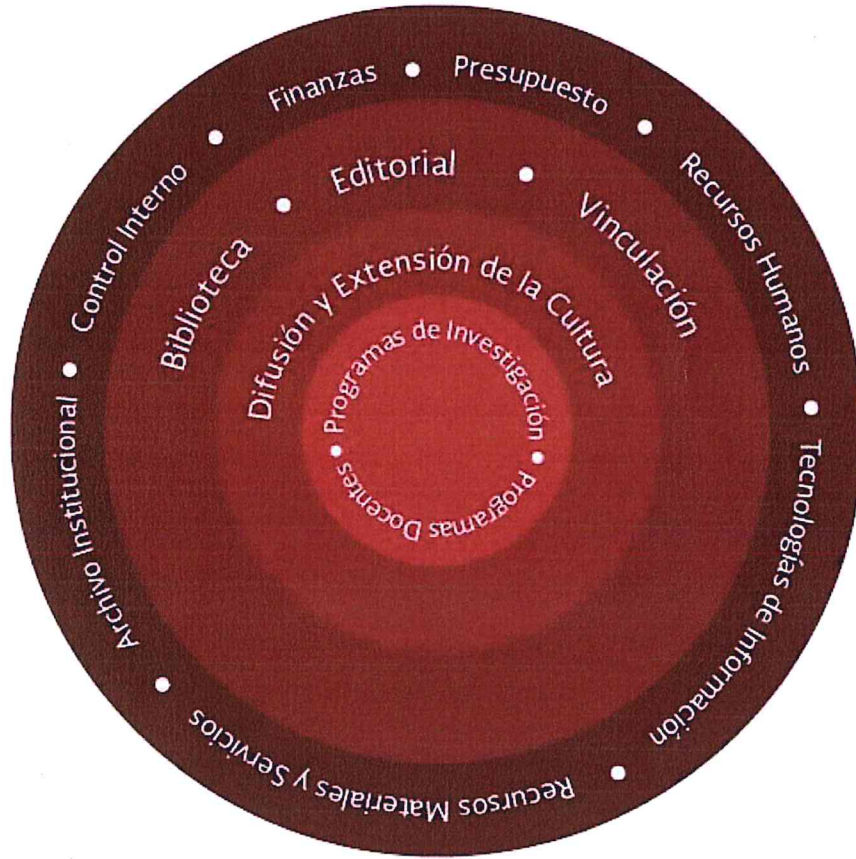 Finanzas • Presupuesto • Recursos Humanos • Tecnologías de Información • Recursos Materiales y Servicios • Archivo Institucional • Control Interno •
Biblioteca • Editorial • Vinculación
Difusión y Extensión de la Cultura
Programas de Investigación • Programas Docentes •